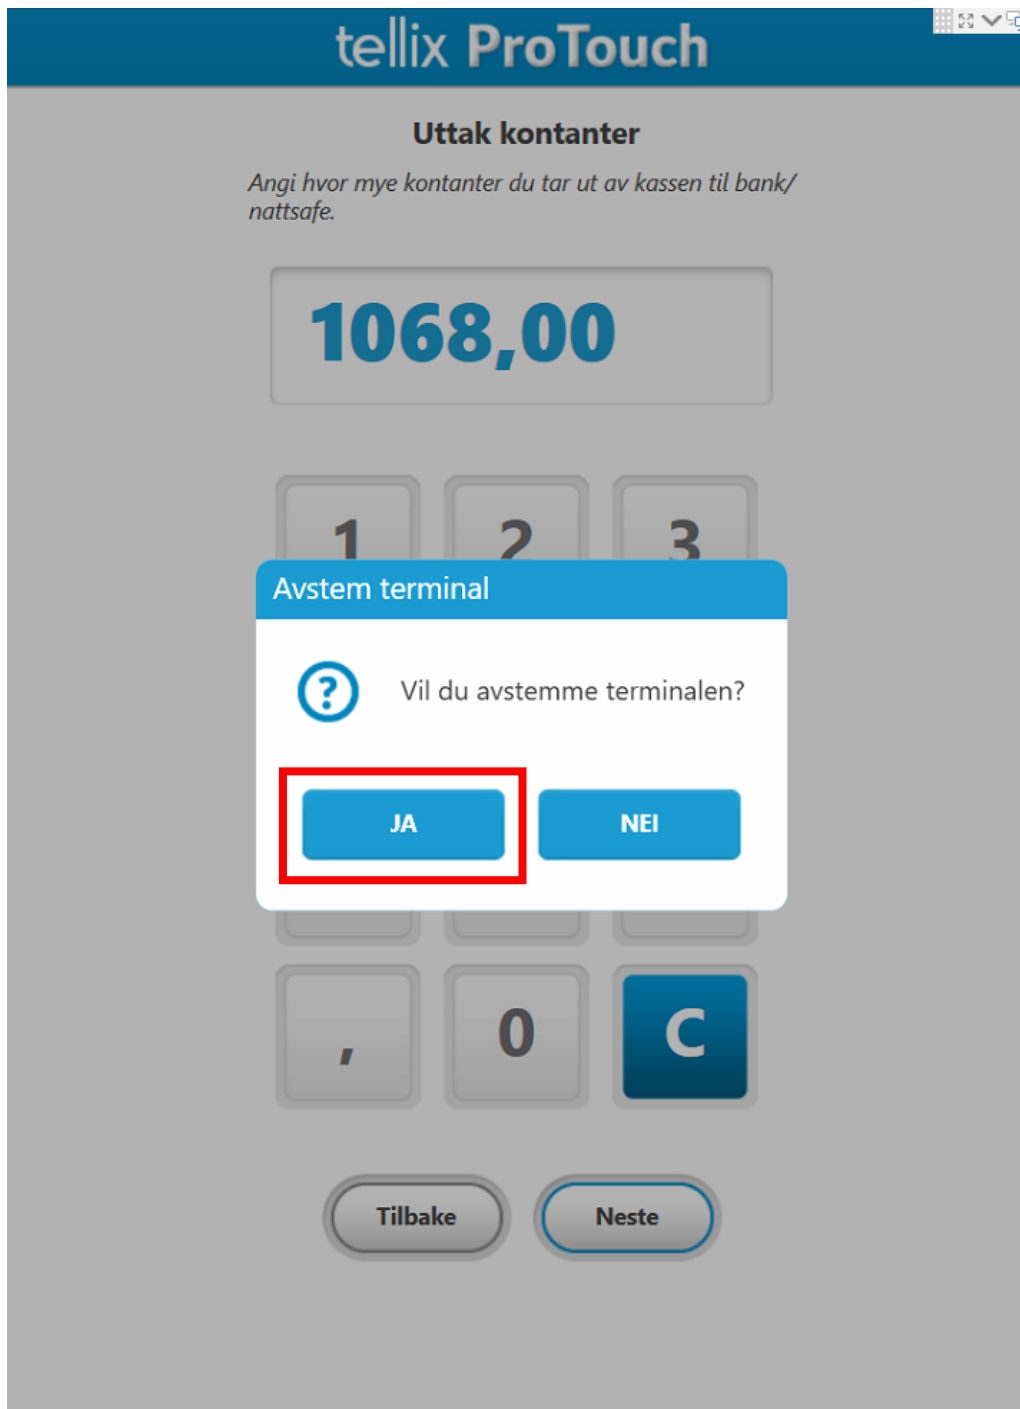 tellix ProTouch
Uttak kontanter
Angi hvor mye kontanter du tar ut av kassen til bank/
nattsafe.
1068,00
1 2 3
Avstem terminal
?
Vil du avstemme terminalen?
JA NEI
, 0 C
Tilbake Neste